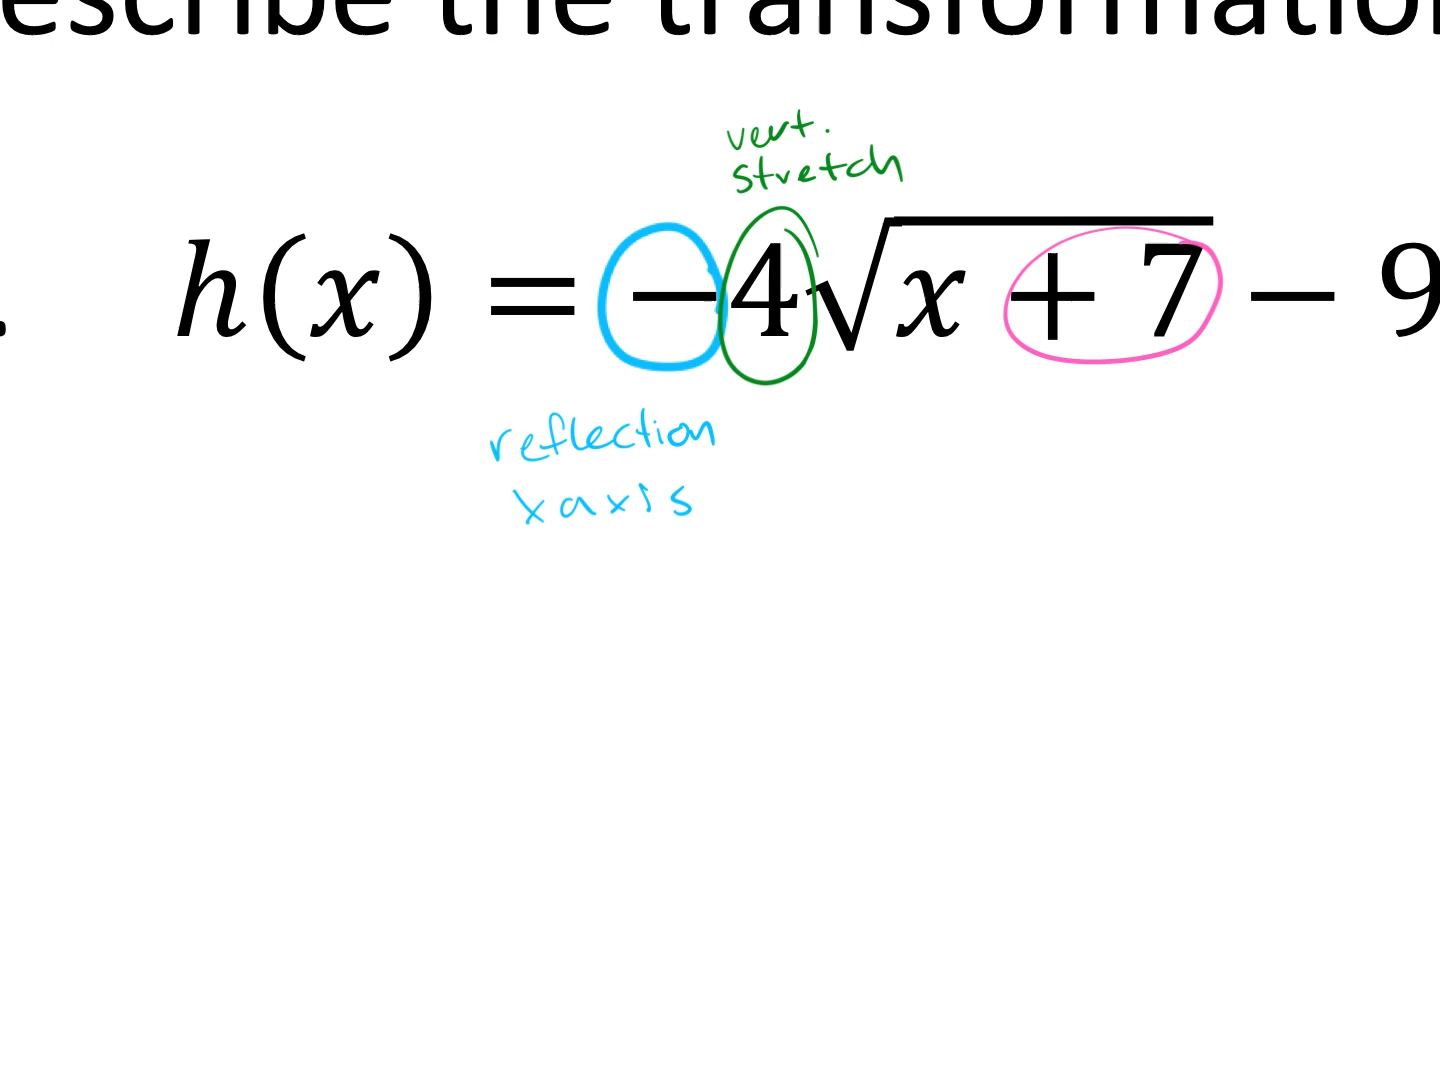 escribe the transformation
vert.
stretch
. h(x) = −4√x + 7 − 9
reflection
x axis